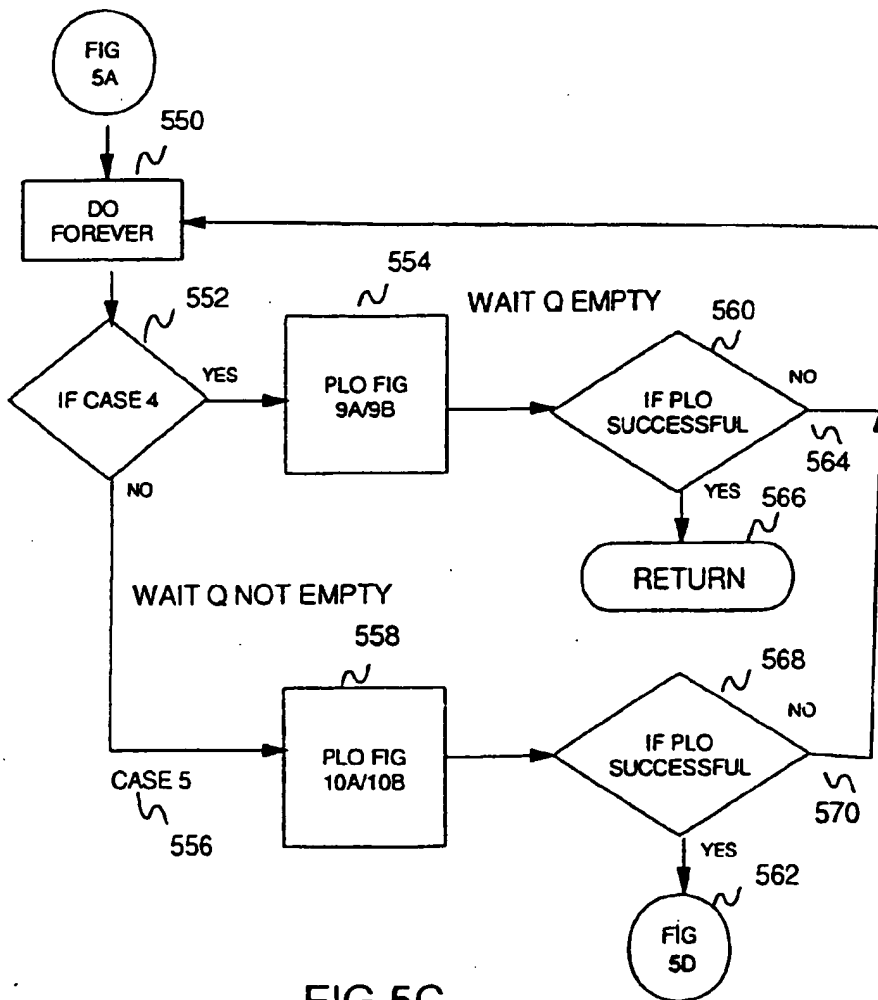 FIG
5A
550
DO
FOREVER
552
554
WAIT Q EMPTY
560
IF CASE 4
YES
PLO FIG
9A/9B
IF PLO
SUCCESSFUL
NO
564
NO
YES
566
RETURN
WAIT Q NOT EMPTY
558
568
NO
PLO FIG
10A/10B
IF PLO
SUCCESSFUL
CASE 5
556
570
YES
562
FIG
5D
FIG 5C